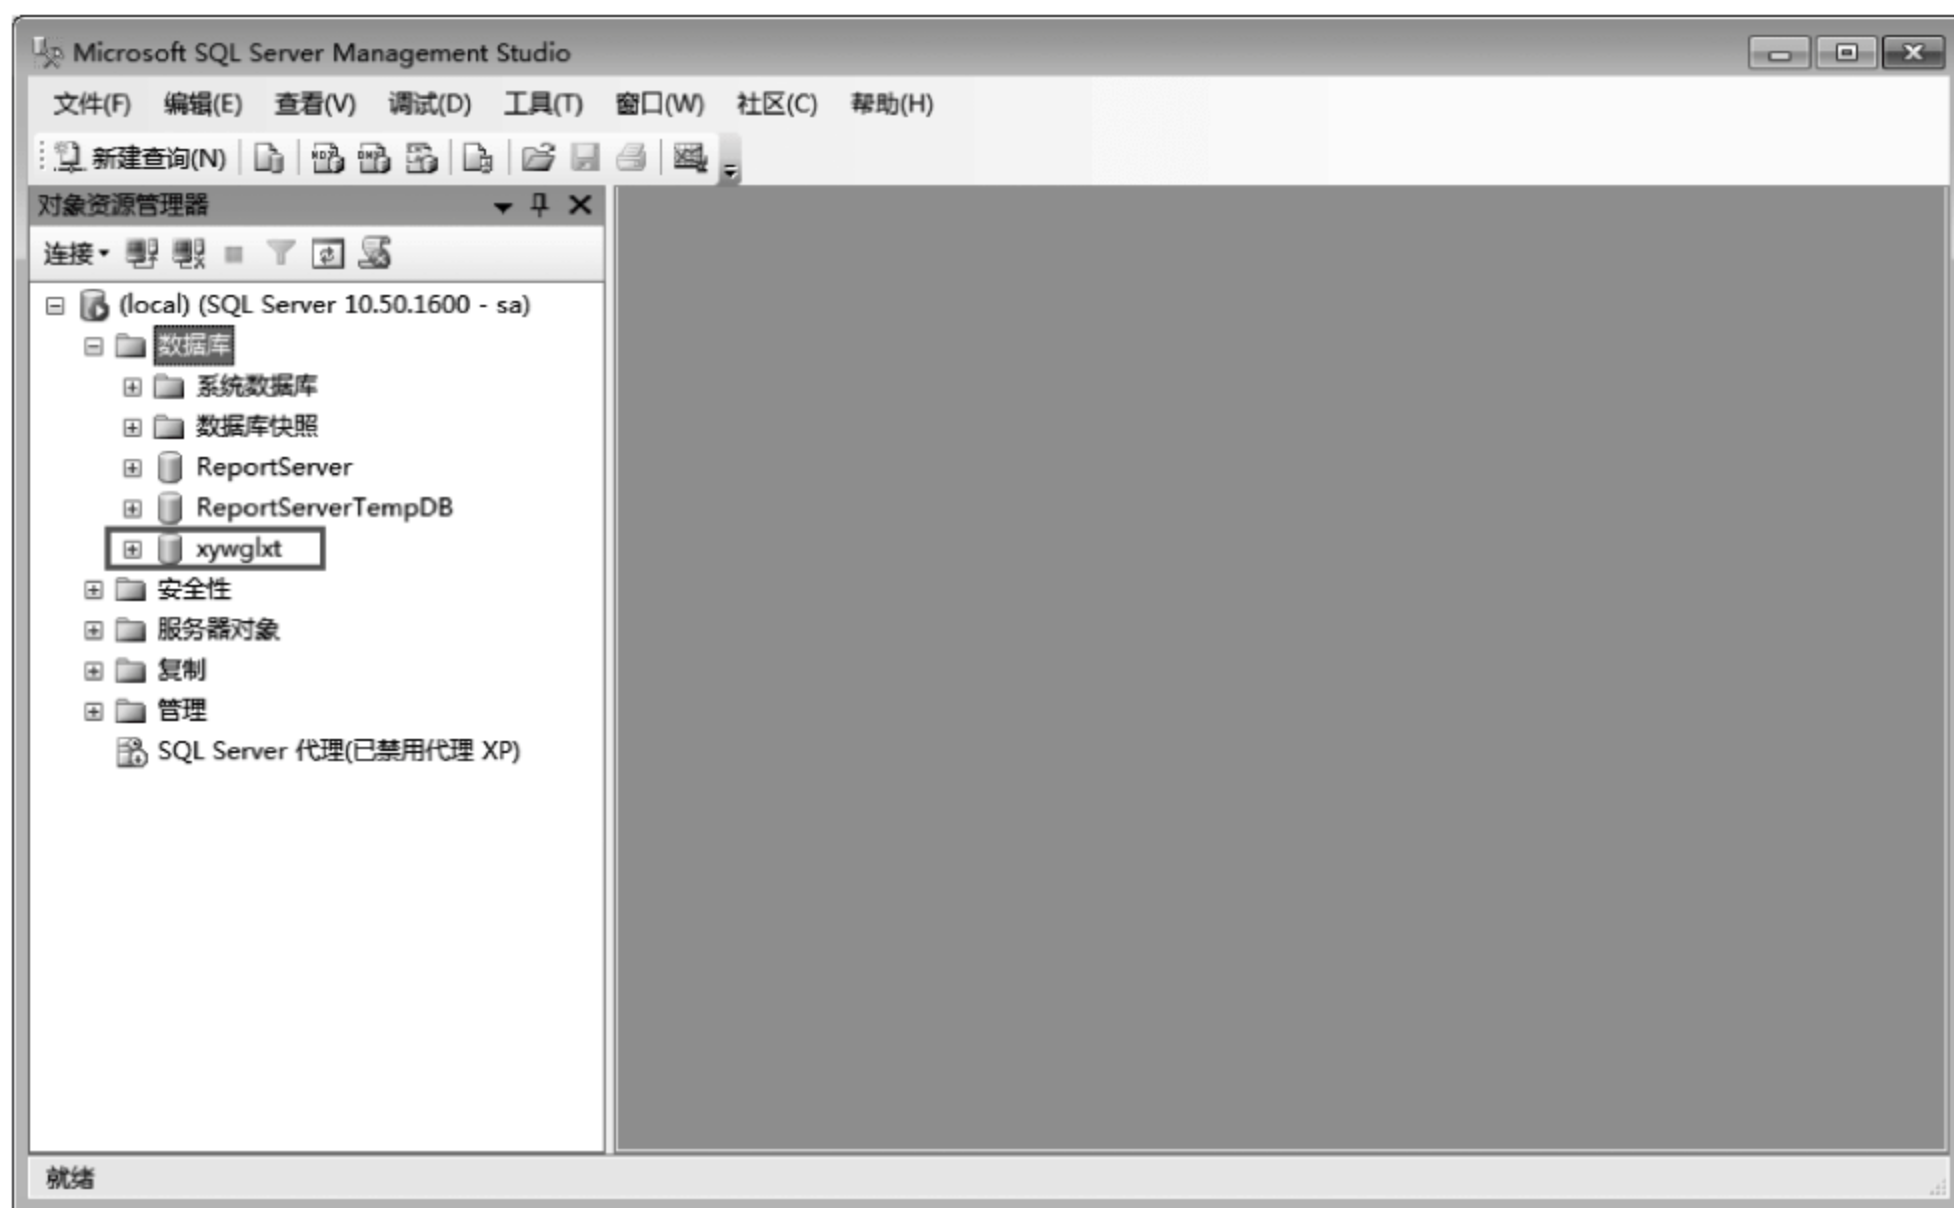 Microsoft SQL Server Management Studio
文件(F) 编辑(E) 查看(V) 调试(D) 工具(T) 窗口(W) 社区(C) 帮助(H)
新建查询(N)
对象资源管理器
连接
(local) (SQL Server 10.50.1600 - sa)
数据库
系统数据库
数据库快照
ReportServer
ReportServerTempDB
xywglxt
安全性
服务器对象
复制
管理
SQL Server 代理(已禁用代理 XP)
就绪